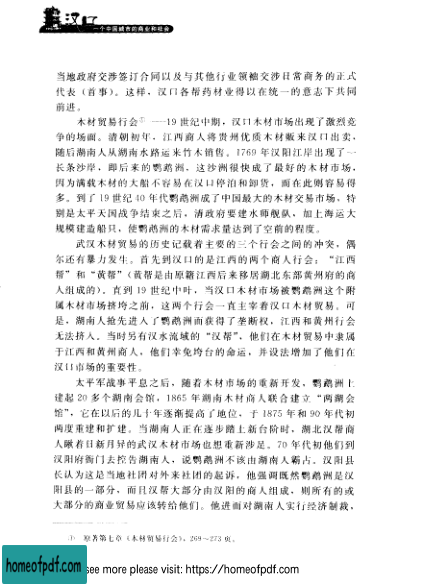 汉口
一个中国城市的商业和社会
当地政府交涉签订合同以及与其他行业领袖交涉日常商务的正式
代表（首事）。这样，汉口各帮药材业得以在统一的意志下共同
前进。
木材贸易行会①——19世纪中期，汉口木材市场出现了激烈竞
争的场面。清朝初年，江西商人将贵州优质木材贩来汉口出卖，
随后湖南人从湖南水路运来竹木销售。1769年汉阳江岸出现了一
长条沙岸，即后来的鹦鹉洲，这沙洲很快成了最好的木材市场，
因为满载木材的大船不容易在汉口停泊和卸货，而在此则容易得
多。到了19世纪40年代鹦鹉洲成了中国最大的木材交易市场，特
别是太平天国战争结束之后，清政府要建水师舰队，加上海运大
规模建造船只，使鹦鹉洲的木材需求量达到了空前的程度。
武汉木材贸易的历史记载着主要的三个行会之间的冲突，偶
尔还有暴力发生。首先到汉口的是江西的两个商人行会：“江西
帮”和“黄帮”（黄帮是由原籍江西后来移居湖北东部黄州府的商
人组成的）。直到19世纪中叶，当汉口木材市场被鹦鹉洲这个附
属木材市场挤垮之前，这两个行会一直主宰着汉口木材贸易。可
是，湖南人抢先进入了鹦鹉洲而获得了垄断权，江西和黄州行会
无法挤入。当时另有汉水流域的“汉帮”，他们在木材贸易中隶属
于江西和黄州商人，他们幸免垮台的命运，并设法增加了他们在
汉口市场的重要性。
太平军战事平息之后，随着木材市场的重新开发，鹦鹉洲上
建起20多个湖南会馆，1865年湖南木材商人联合建立“两湖会
馆”，它在以后的几十年逐渐提高了地位，于1875年和90年代初
两度重建和扩建。当湖南人正在逐步踏上新台阶时，湖北汉帮商
人瞅着日新月异的武汉木材市场也想重新涉足。70年代初他们到
汉阳府衙门去控告湖南人，说鹦鹉洲不该由湖南人霸占。汉阳县
长认为这是当地社团对外来社团的起诉，他强调既然鹦鹉洲是汉
阳县的一部分，而且汉帮大部分由汉阳的商人组成，则所有的或
大部分的商业贸易应该转给他们。他进而对湖南人实行经济制裁，
① 原著第七章《木材贸易行会》，269～273页。
homeofpdf.com
see more please visit: https://homeofpdf.com